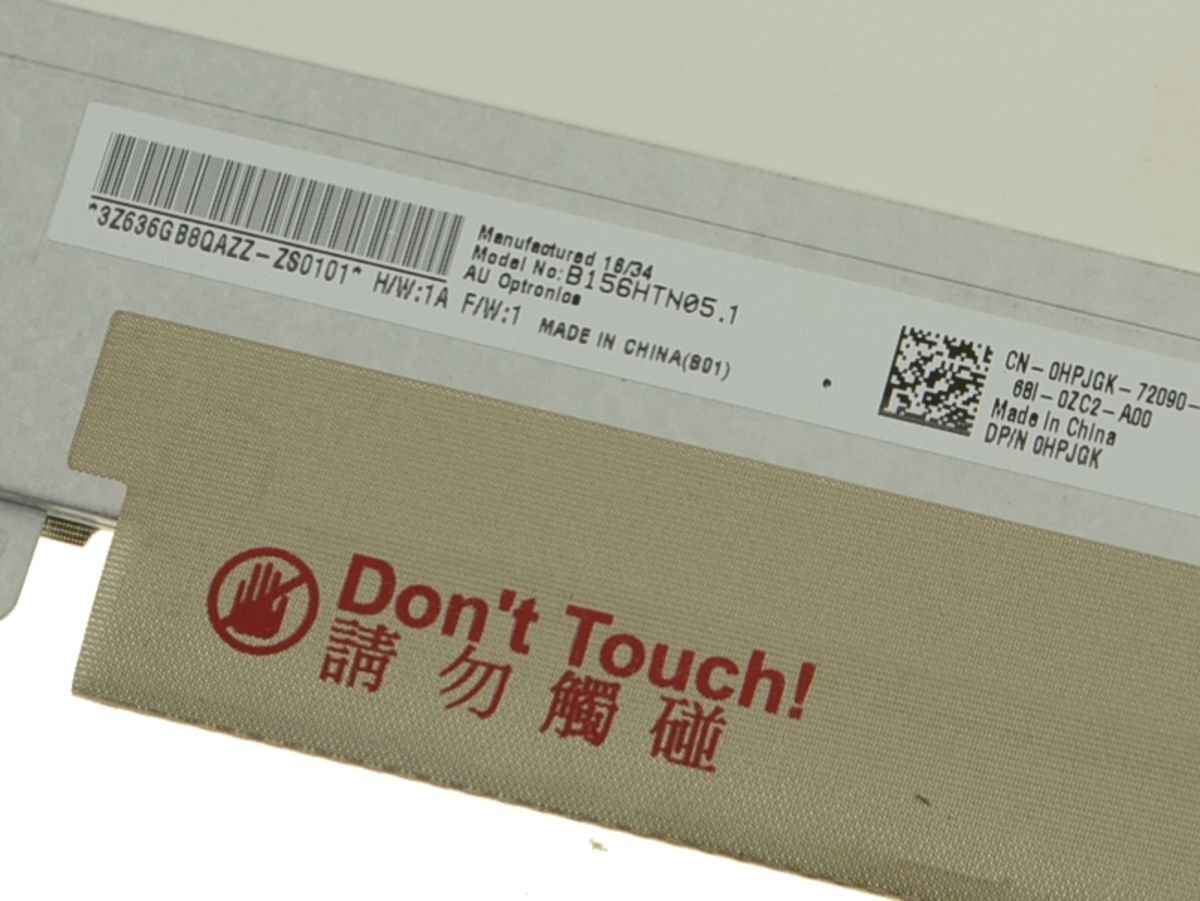 *3Z636GB8QAZZ-ZS0101* H/W:1A F/W:1
Manufactured 16/34
Model No:B156HTN05.1
AU Optronics
MADE IN CHINA(S01)
CN-0HPJGK-72090-
68I-0ZC2-A00
Made in China
DP/N 0HPJGK
Don't Touch!
請勿觸碰